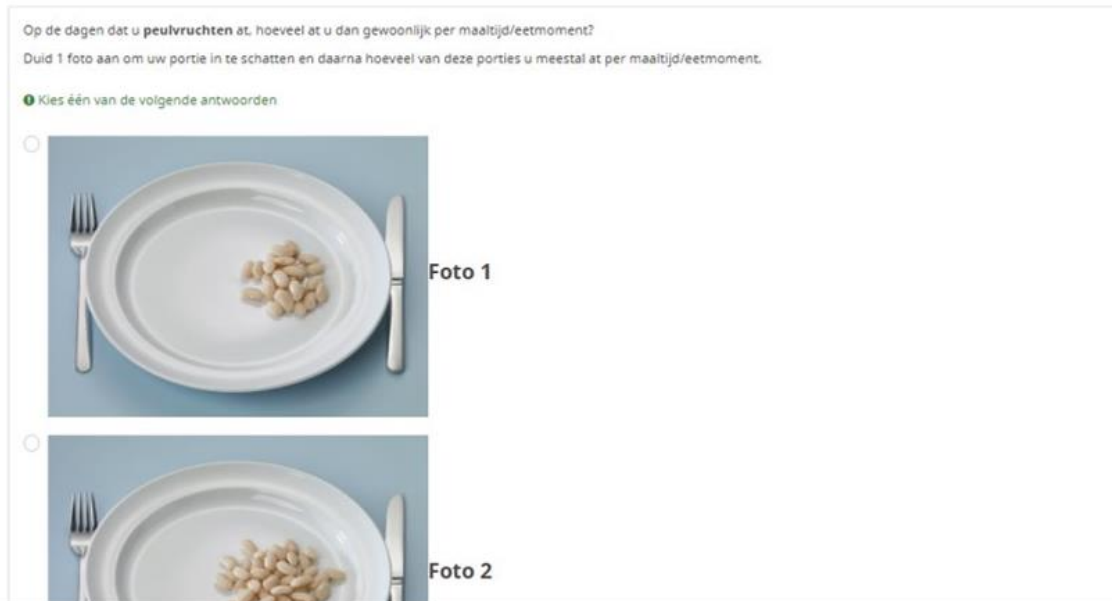 Op de dagen dat u peulvruchten at, hoeveel at u dan gewoonlijk per maaltijd/eetmoment?
Duid 1 foto aan om uw portie in te schatten en daarna hoeveel van deze porties u meestal at per maaltijd/eetmoment.
Kies één van de volgende antwoorden
Foto 1
Foto 2